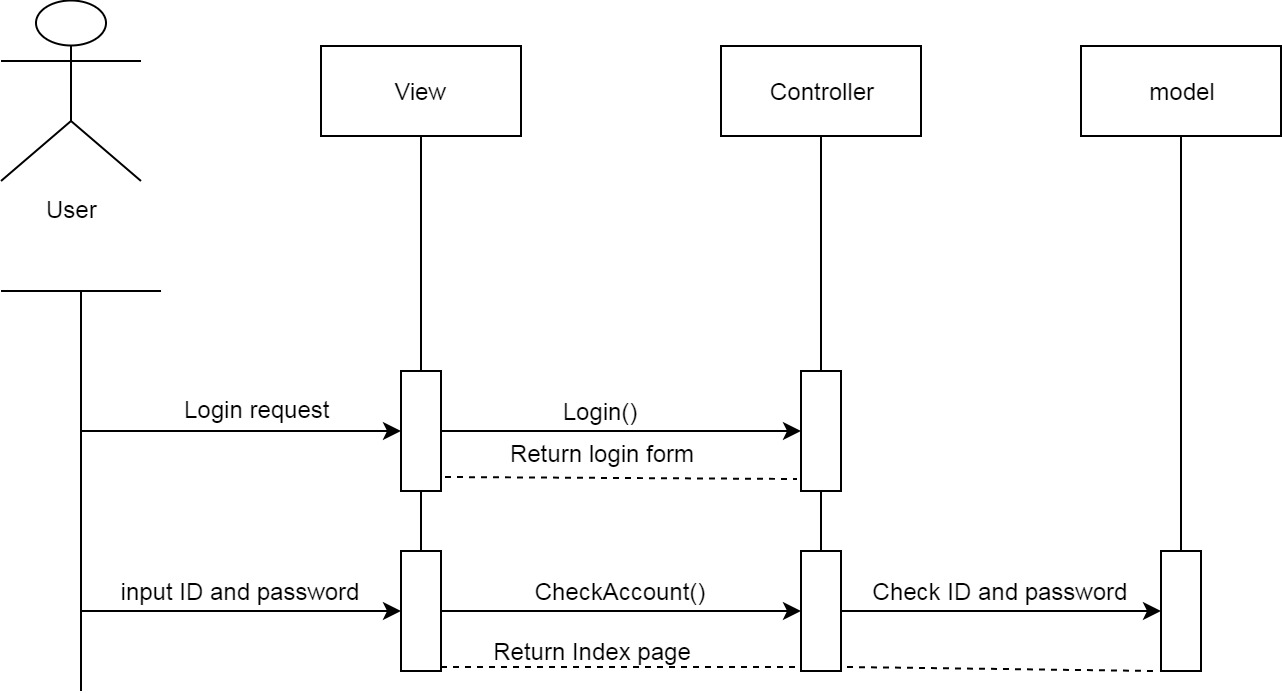 View
Controller
model
User
Login request
Login()
Return login form
input ID and password
CheckAccount()
Check ID and password
Return Index page